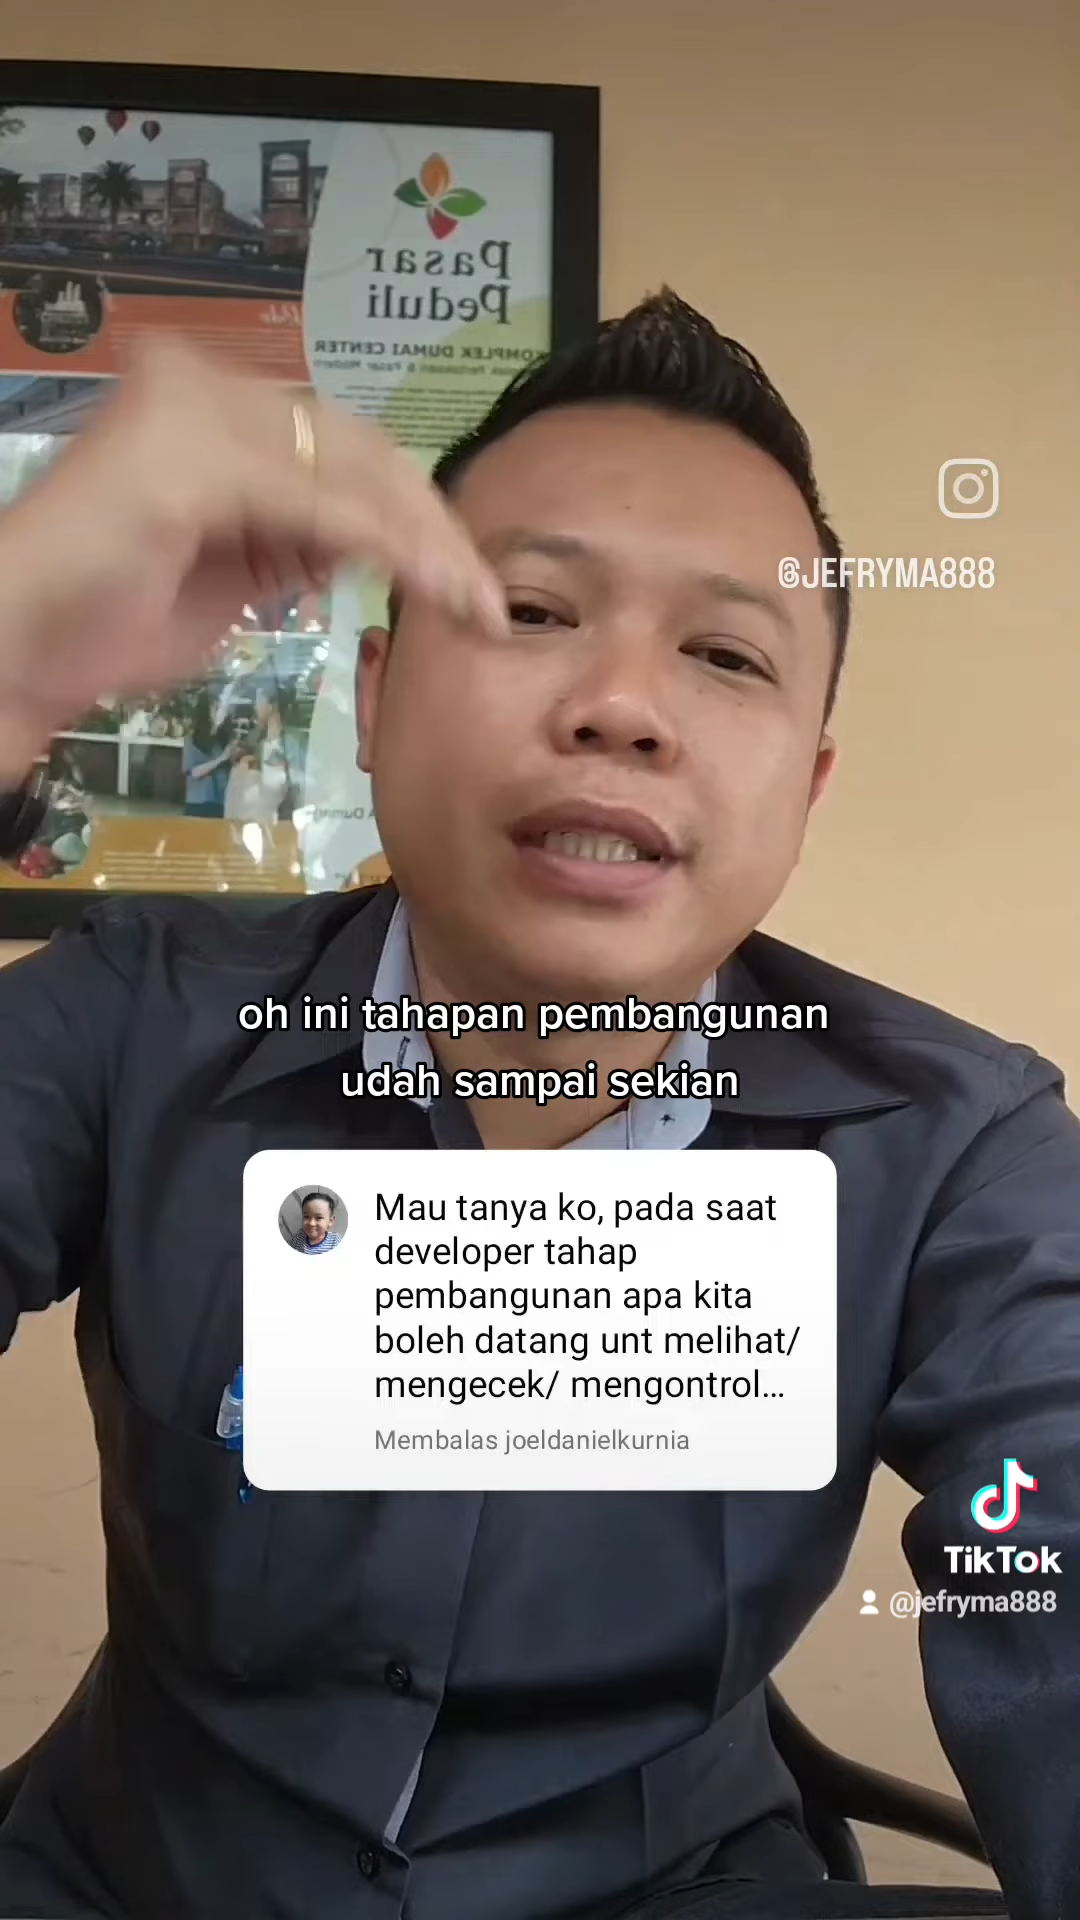 Pasar
Peduli
KOMPLEK DUMAI CENTER
@JEFRYMA888
oh ini tahapan pembangunan
udah sampai sekian
Mau tanya ko, pada saat
developer tahap
pembangunan apa kita
boleh datang unt melihat/
mengecek/ mengontrol...
Membalas joeldanielkurnia
TikTok
@jefryma888